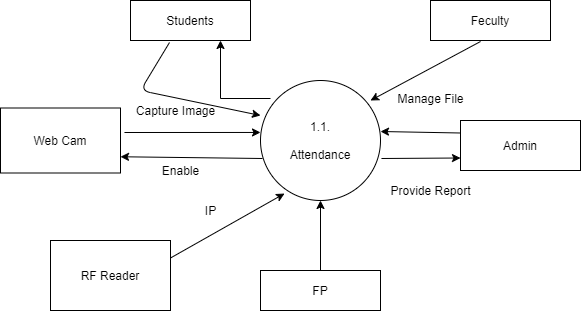 Students
Feculty
Capture Image
Manage File
1.1.
Attendance
Web Cam
Admin
Enable
Provide Report
IP
RF Reader
FP